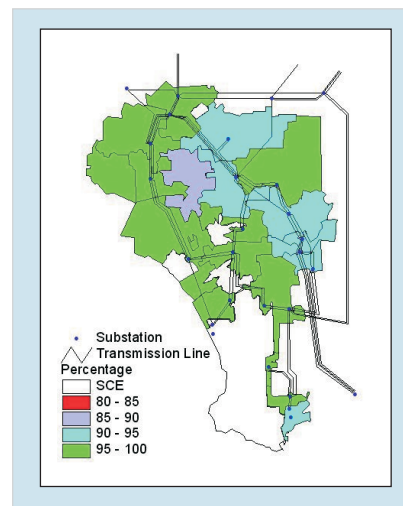 Substation
Transmission Line
Percentage
SCE
80 - 85
85 - 90
90 - 95
95 - 100